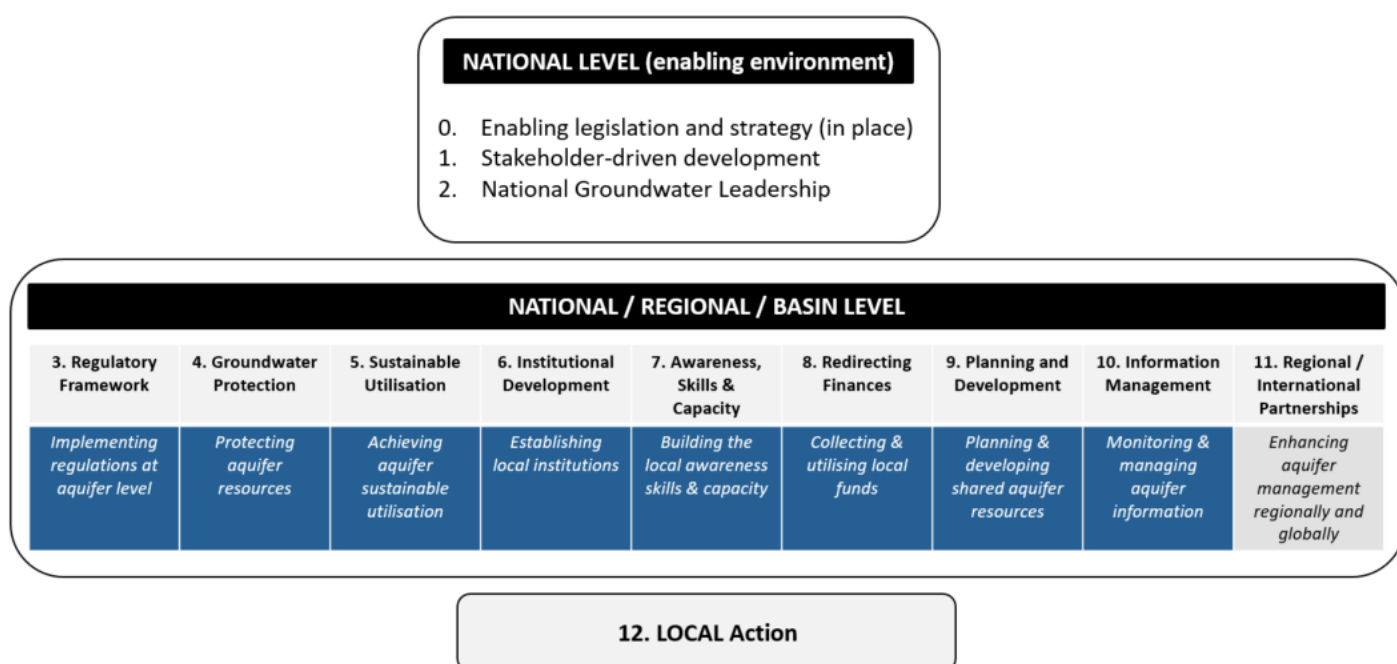 NATIONAL LEVEL (enabling environment)
0. Enabling legislation and strategy (in place)
1. Stakeholder-driven development
2. National Groundwater Leadership
NATIONAL / REGIONAL / BASIN LEVEL
3. Regulatory
Framework
4. Groundwater
Protection
5. Sustainable
Utilisation
6. Institutional
Development
7. Awareness,
Skills &
Capacity
8. Redirecting
Finances
9. Planning and
Development
10. Information
Management
11. Regional /
International
Partnerships
Implementing
regulations at
aquifer level
Protecting
aquifer
resources
Achieving
aquifer
sustainable
utilisation
Establishing
local institutions
Building the
local awareness
skills & capacity
Collecting &
utilising local
funds
Planning &
developing
shared aquifer
resources
Monitoring &
managing
aquifer
information
Enhancing
aquifer
management
regionally and
globally
12. LOCAL Action